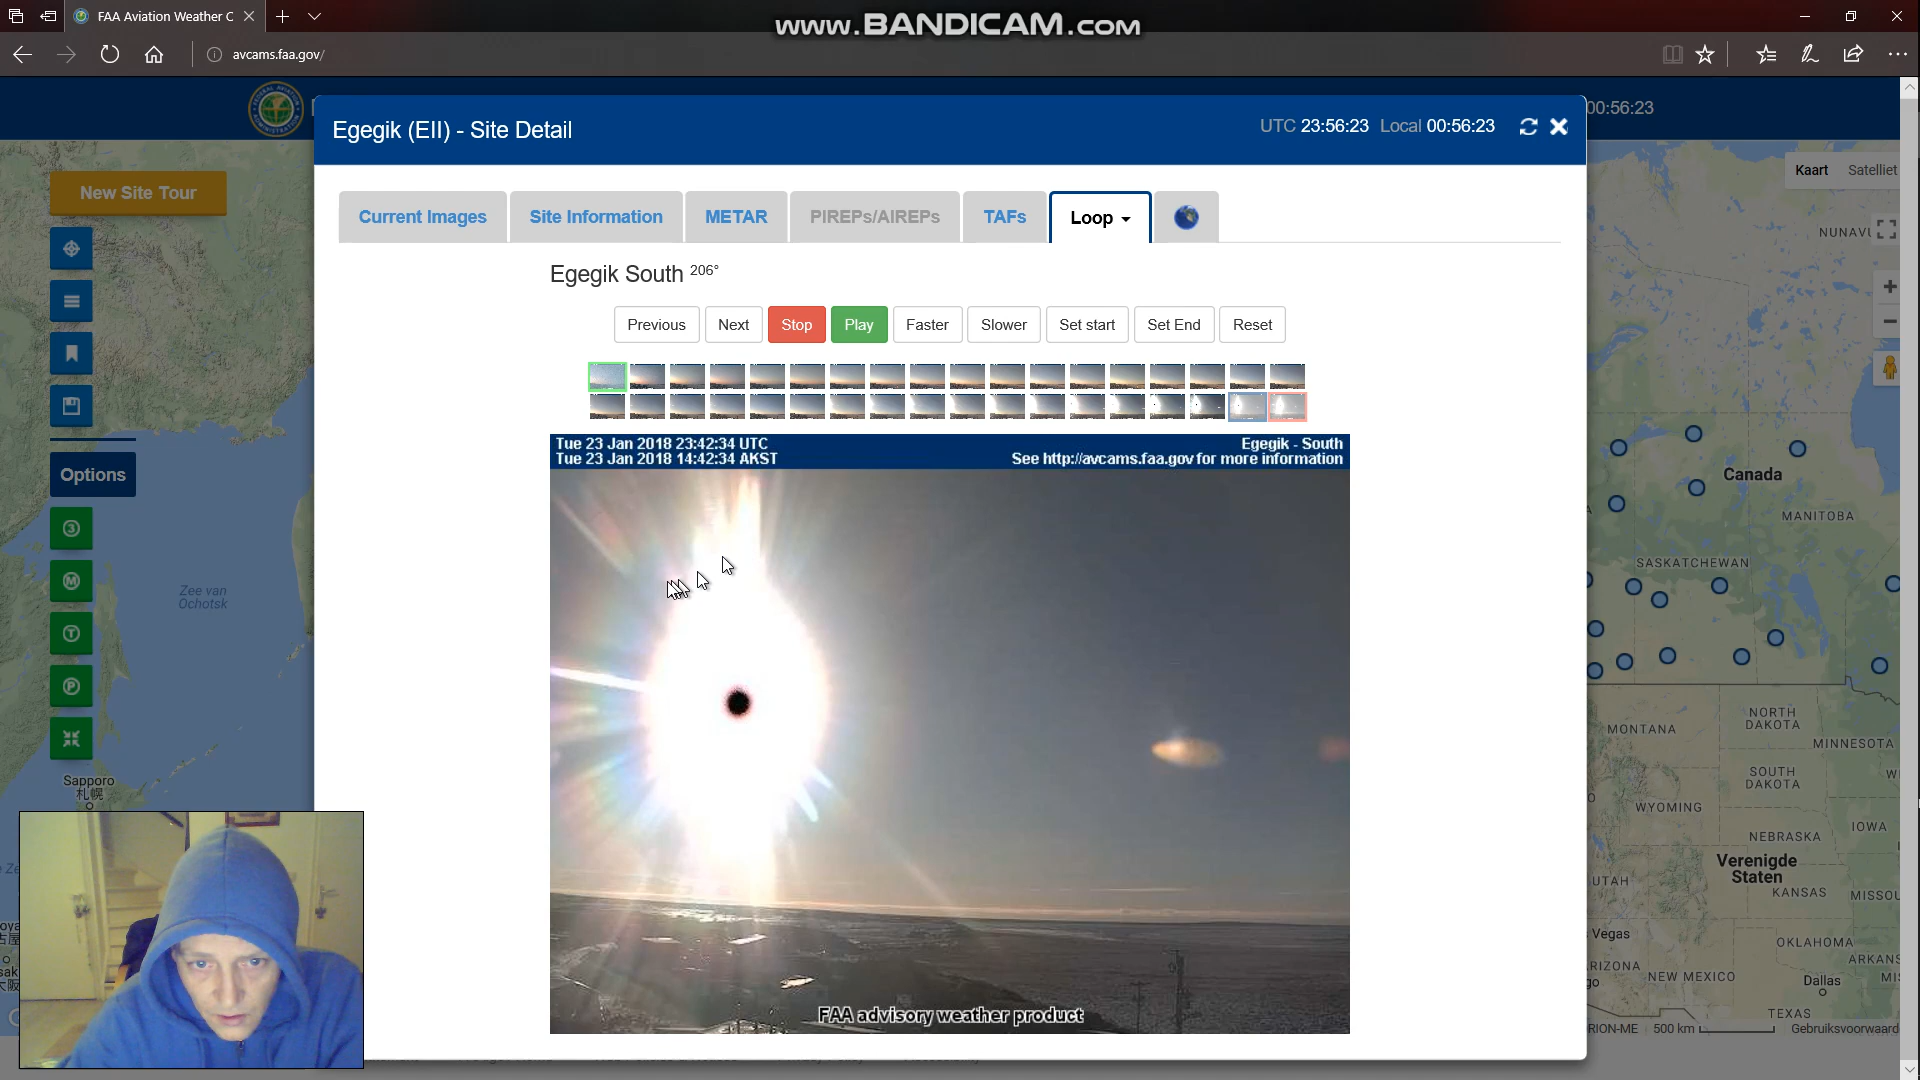 FAA Aviation Weather C
www.BANDICAM.com
avcams.faa.gov/
00:56:23
Egegik (EII) - Site Detail
UTC 23:56:23 Local 00:56:23
Kaart Satelliet
New Site Tour
Current Images Site Information METAR PIREPs/AIREPs TAFs Loop
Egegik South 206°
Previous Next Stop Play Faster Slower Set start Set End Reset
Tue 23 Jan 2018 23:42:34 UTC Egegik - South
Tue 23 Jan 2018 14:42:34 AKST See http://avcams.faa.gov for more information
Options
Zee van
Ochotsk
Sapporo
札幌
Canada
MANITOBA
SASKATCHEWAN
NORTH
DAKOTA
MONTANA
MINNESOTA
SOUTH
DAKOTA
WYOMING
IOWA
NEBRASKA
Verenigde
Staten
UTAH
KANSAS
MISSOU
Vegas
OKLAHOMA
ARKANS
NEW MEXICO
Dallas
TEXAS
FAA advisory weather product
RION-ME 500 km Gebruiksvoorwaard